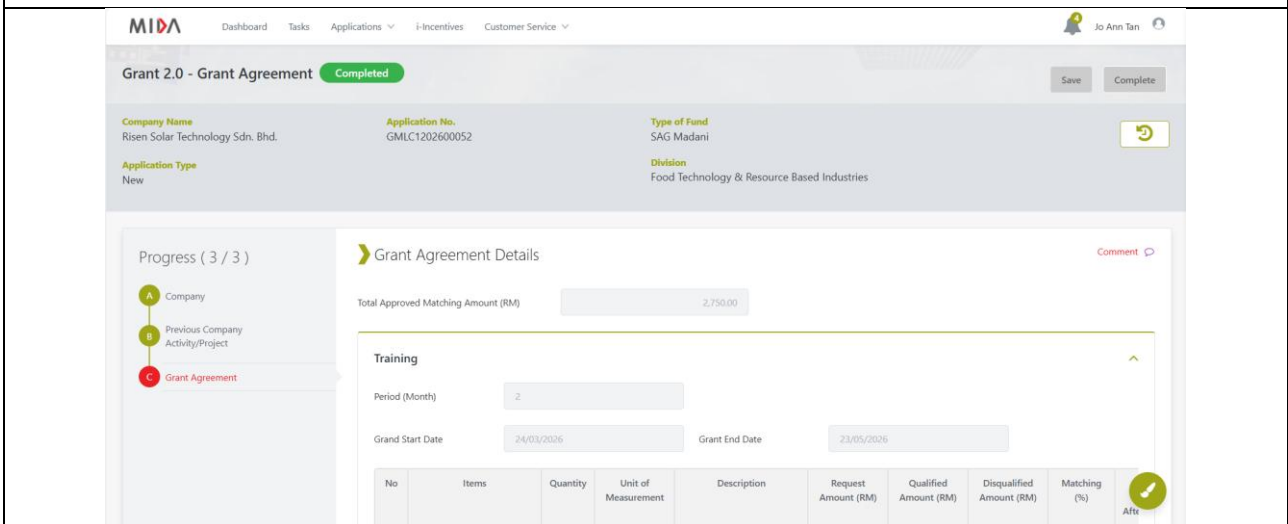 MIDA Dashboard Tasks Applications i-Incentives Customer Service 4 Jo Ann Tan
Grant 2.0 - Grant Agreement Completed Save Complete
Company Name Application No. Type of Fund
Risen Solar Technology Sdn. Bhd. GMLC1202600052 SAG Madani
Application Type Division
New Food Technology & Resource Based Industries
Progress ( 3 / 3 ) Grant Agreement Details Comment
A Company
Total Approved Matching Amount (RM) 2,750.00
B Previous Company
Activity/Project
Training
C Grant Agreement
Period (Month) 2
Grand Start Date 24/03/2026 Grant End Date 23/05/2026
No Items Quantity Unit of Description Request Qualified Disqualified Matching
Measurement Amount (RM) Amount (RM) Amount (RM) (%)
Afte